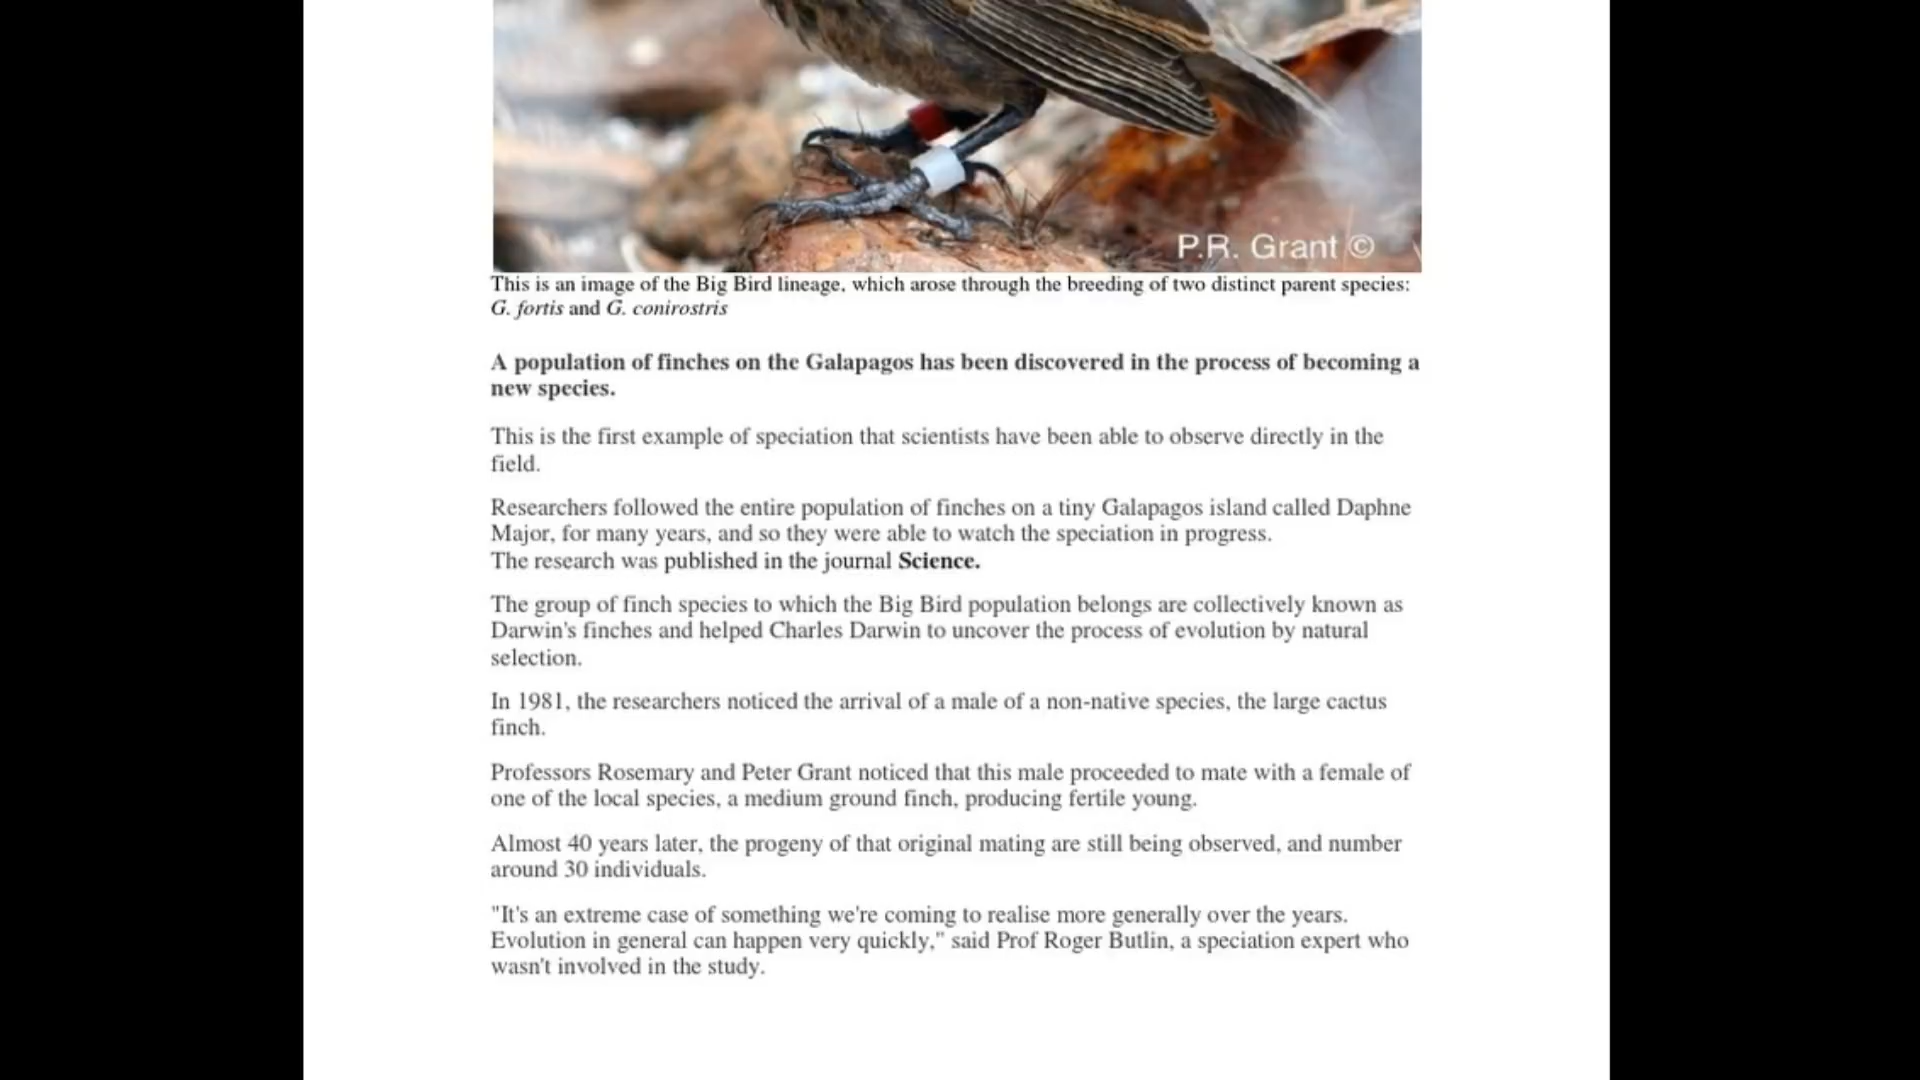 P.R. Grant ©
This is an image of the Big Bird lineage, which arose through the breeding of two distinct parent species:
G. fortis and G. conirostris
A population of finches on the Galapagos has been discovered in the process of becoming a
new species.
This is the first example of speciation that scientists have been able to observe directly in the
field.
Researchers followed the entire population of finches on a tiny Galapagos island called Daphne
Major, for many years, and so they were able to watch the speciation in progress.
The research was published in the journal Science.
The group of finch species to which the Big Bird population belongs are collectively known as
Darwin's finches and helped Charles Darwin to uncover the process of evolution by natural
selection.
In 1981, the researchers noticed the arrival of a male of a non-native species, the large cactus
finch.
Professors Rosemary and Peter Grant noticed that this male proceeded to mate with a female of
one of the local species, a medium ground finch, producing fertile young.
Almost 40 years later, the progeny of that original mating are still being observed, and number
around 30 individuals.
"It's an extreme case of something we're coming to realise more generally over the years.
Evolution in general can happen very quickly," said Prof Roger Butlin, a speciation expert who
wasn't involved in the study.